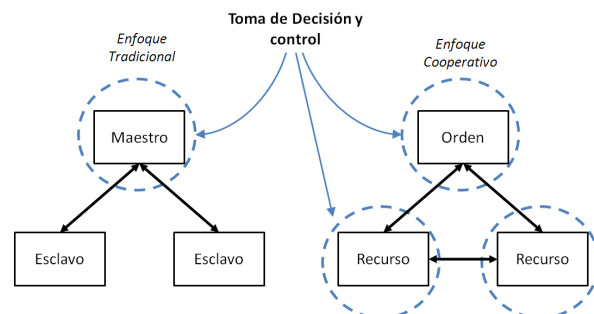 Toma de Decisión y
control
Enfoque
Tradicional
Enfoque
Cooperativo
Maestro
Orden
Esclavo
Esclavo
Recurso
Recurso